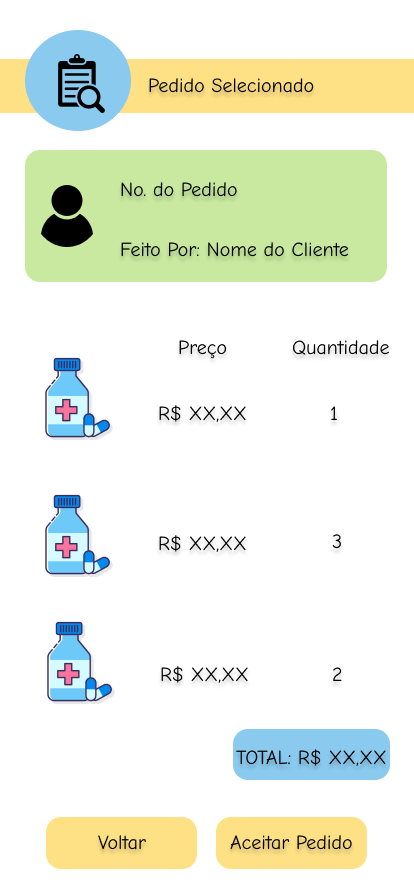 Pedido Selecionado
No. do Pedido
Feito Por: Nome do Cliente
Preço Quantidade
R$ XX,XX 1
R$ XX,XX 3
R$ XX,XX 2
TOTAL: R$ XX,XX
Voltar Aceitar Pedido